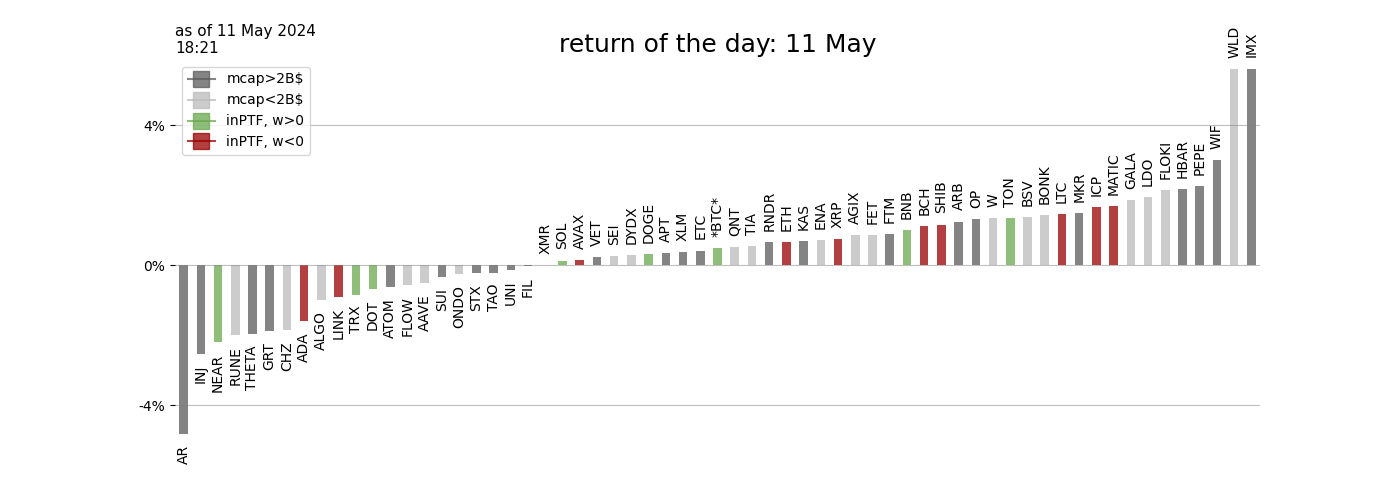 as of 11 May 2024
18:21
return of the day: 11 May
mcap>2B$
mcap<2B$
inPTF, w>0
inPTF, w<0
4%
0%
-4%
AR
INJ
NEAR
RUNE
THETA
GRT
CHZ
ADA
ALGO
LINK
TRX
DOT
ATOM
FLOW
AAVE
SUI
ONDO
STX
TAO
UNI
FIL
XMR
SOL
AVAX
VET
SEI
DYDX
DOGE
APT
XLM
ETC
*BTC*
QNT
TIA
RNDR
ETH
KAS
ENA
XRP
AGIX
FET
FTM
BNB
BCH
SHIB
ARB
OP
W
TON
BSV
BONK
LTC
MKR
ICP
MATIC
GALA
LDO
FLOKI
HBAR
PEPE
WIF
WLD
IMX